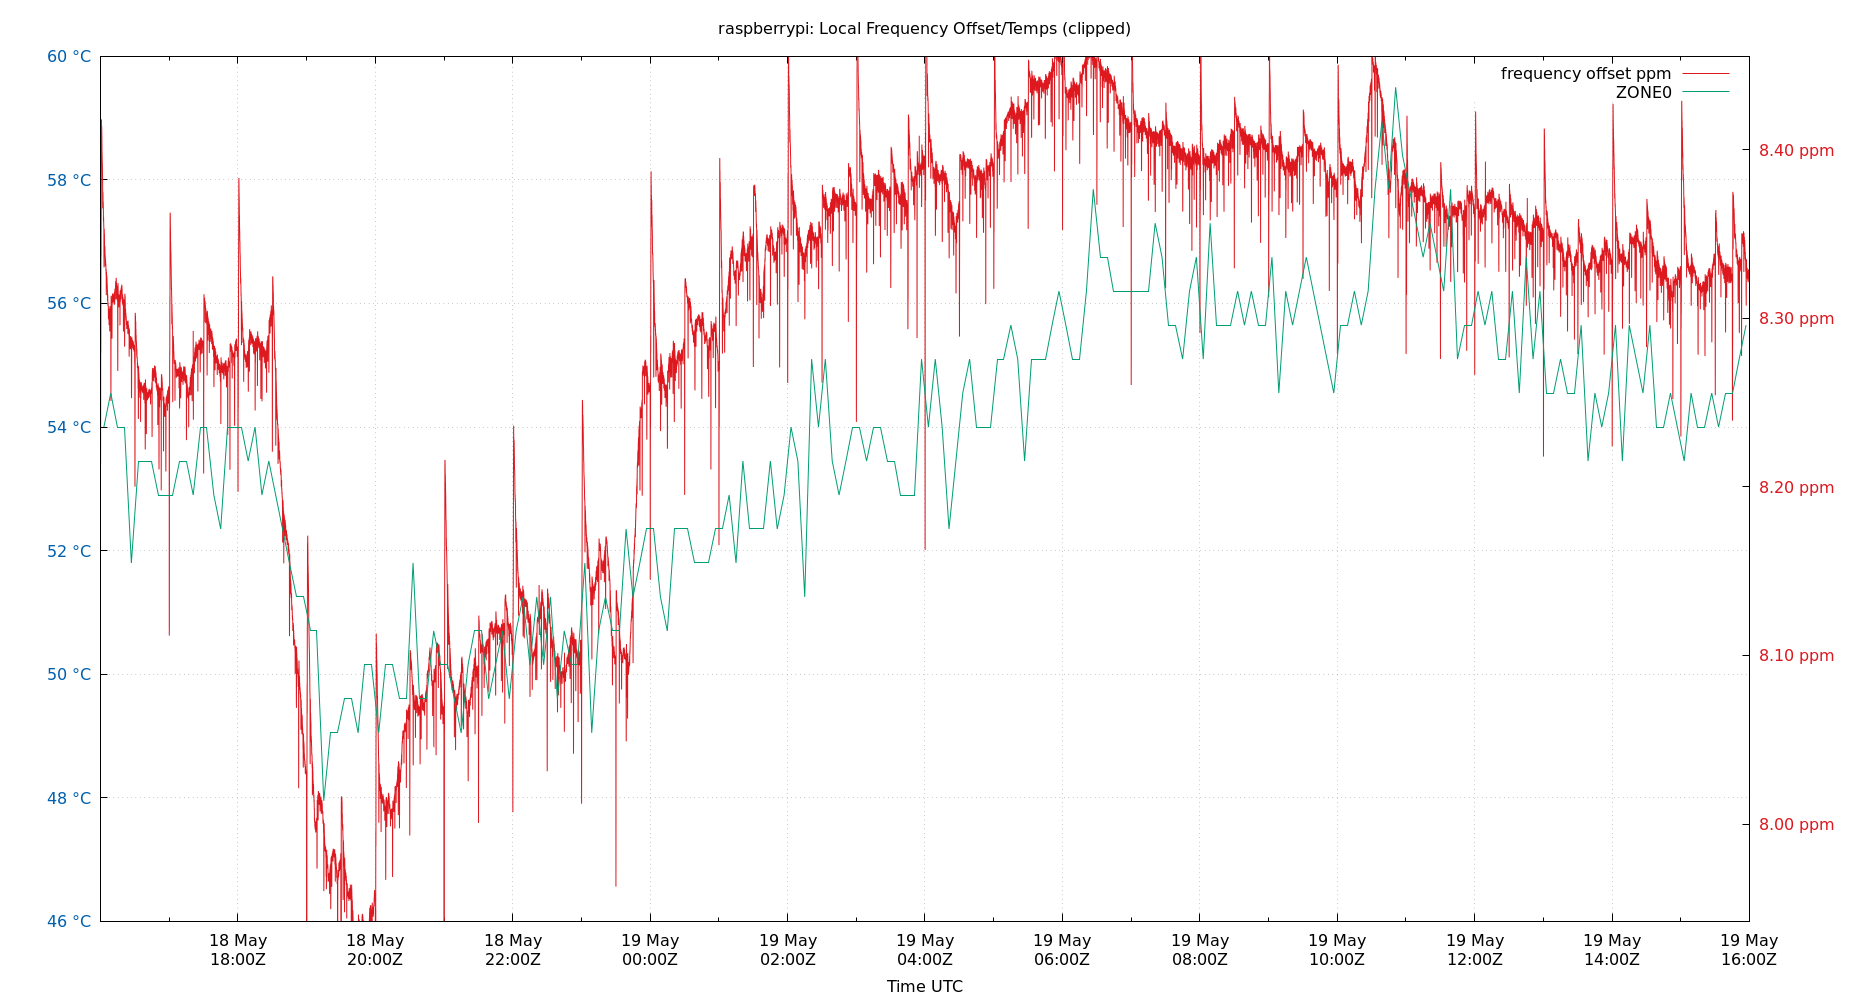 raspberrypi: Local Frequency Offset/Temps (clipped)
60 °C
58 °C
56 °C
54 °C
52 °C
50 °C
48 °C
46 °C
frequency offset ppm
ZONE0
8.40 ppm
8.30 ppm
8.20 ppm
8.10 ppm
8.00 ppm
18 May
18:00Z
18 May
20:00Z
18 May
22:00Z
19 May
00:00Z
19 May
02:00Z
19 May
04:00Z
19 May
06:00Z
19 May
08:00Z
19 May
10:00Z
19 May
12:00Z
19 May
14:00Z
19 May
16:00Z
Time UTC